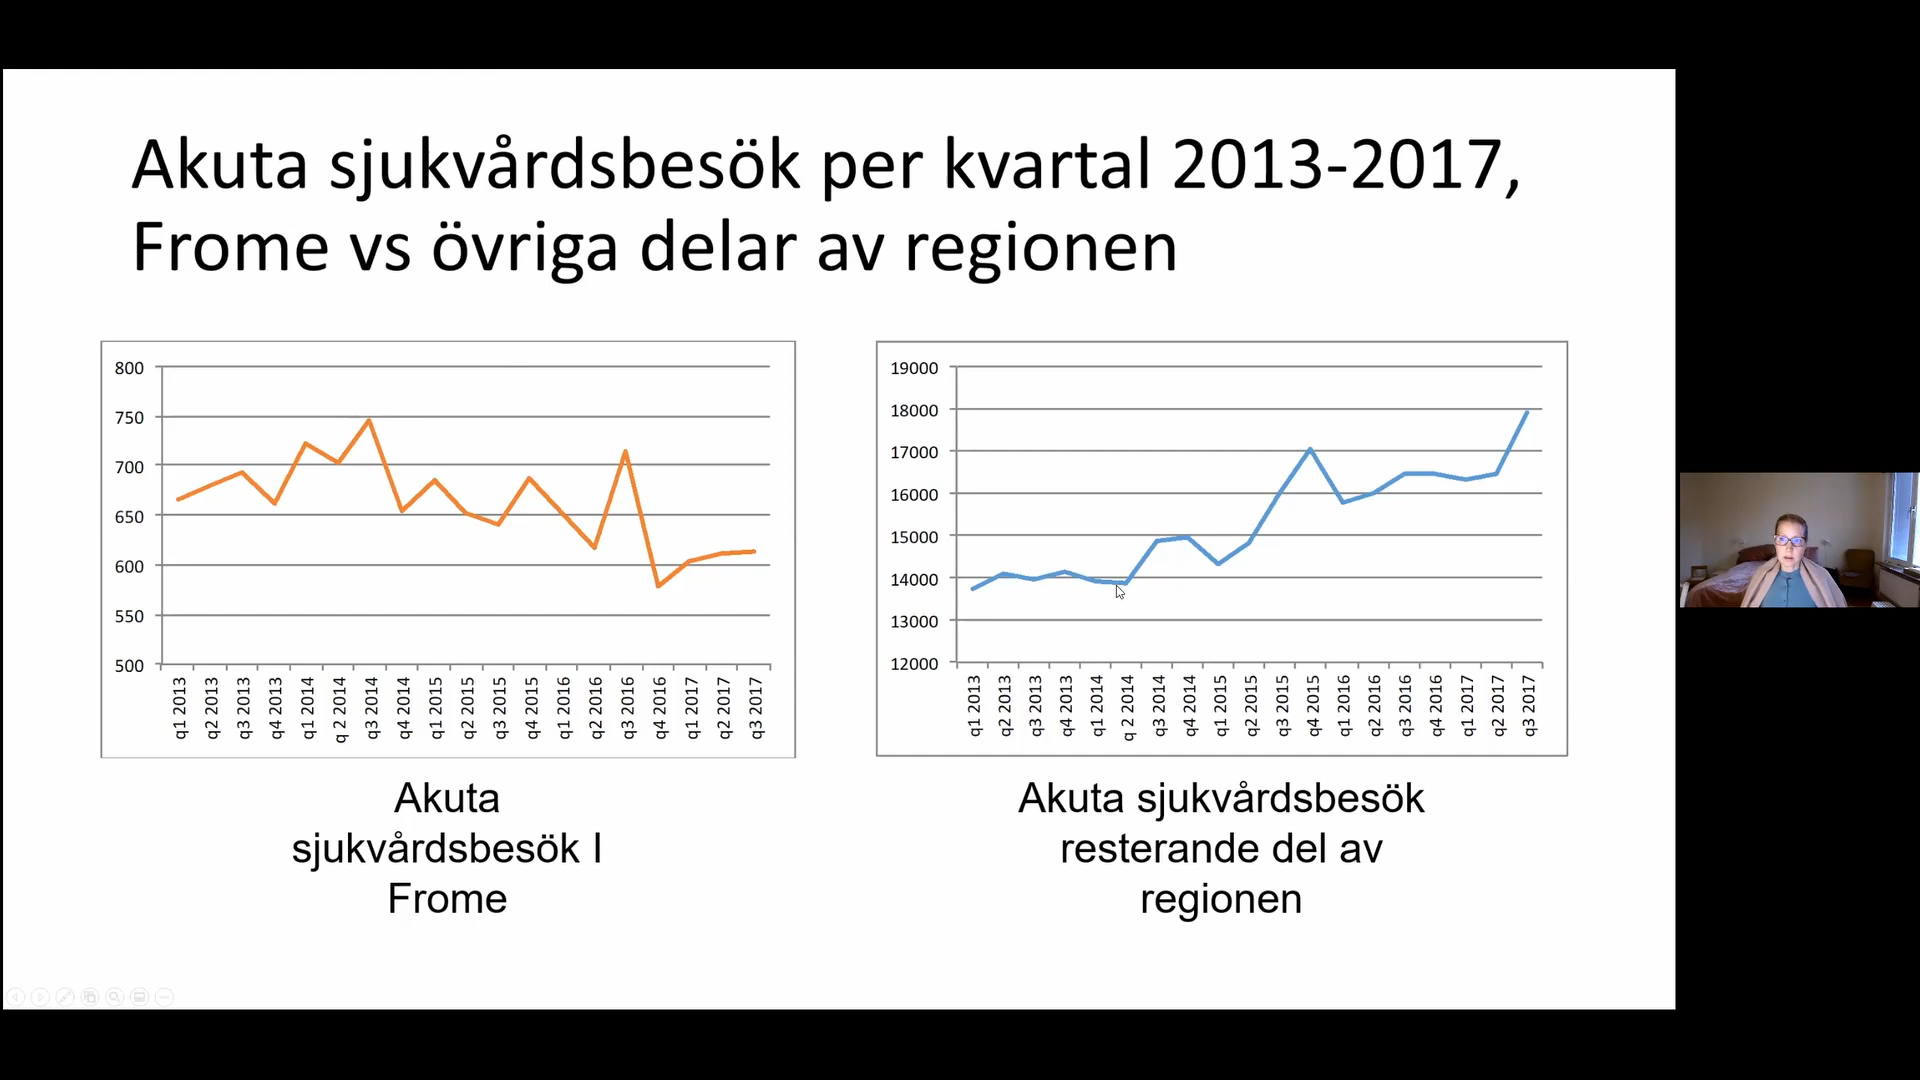 Akuta sjukvårdsbesök per kvartal 2013-2017,
Frome vs övriga delar av regionen
800
750
700
650
600
550
500
q1 2013
q2 2013
q3 2013
q4 2013
q1 2014
q 2 2014
q3 2014
q4 2014
q1 2015
q2 2015
q3 2015
q4 2015
q1 2016
q2 2016
q3 2016
q4 2016
q1 2017
q2 2017
q3 2017
Akuta
sjukvårdsbesök I
Frome
19000
18000
17000
16000
15000
14000
13000
12000
q1 2013
q2 2013
q3 2013
q4 2013
q1 2014
q 2 2014
q3 2014
q4 2014
q1 2015
q2 2015
q3 2015
q4 2015
q1 2016
q2 2016
q3 2016
q4 2016
q1 2017
q2 2017
q3 2017
Akuta sjukvårdsbesök
resterande del av
regionen